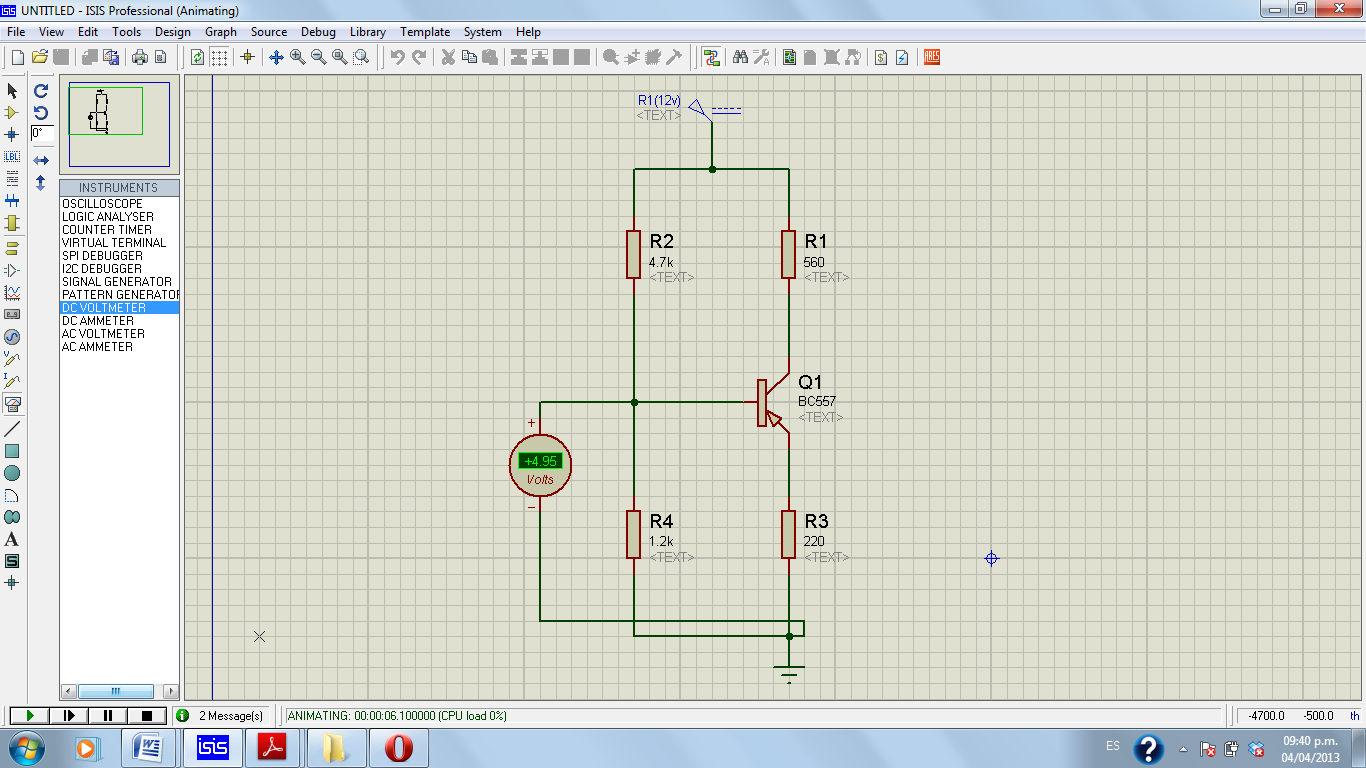 UNTITLED - ISIS Professional (Animating)
File View Edit Tools Design Graph Source Debug Library Template System Help
LBL
0°
INSTRUMENTS
OSCILLOSCOPE
LOGIC ANALYSER
COUNTER TIMER
VIRTUAL TERMINAL
SPI DEBUGGER
I2C DEBUGGER
SIGNAL GENERATOR
PATTERN GENERATOR
DC VOLTMETER
DC AMMETER
AC VOLTMETER
AC AMMETER
R1(12v)
<TEXT>
R2
4.7k
<TEXT>
R1
560
<TEXT>
Q1
BC557
<TEXT>
+
+4.95
Volts
−
R4
1.2k
<TEXT>
R3
220
<TEXT>
2 Message(s)
ANIMATING: 00:00:06.100000 (CPU load 0%)
-4700.0 -500.0 th
isis
ES
09:40 p.m.
04/04/2013